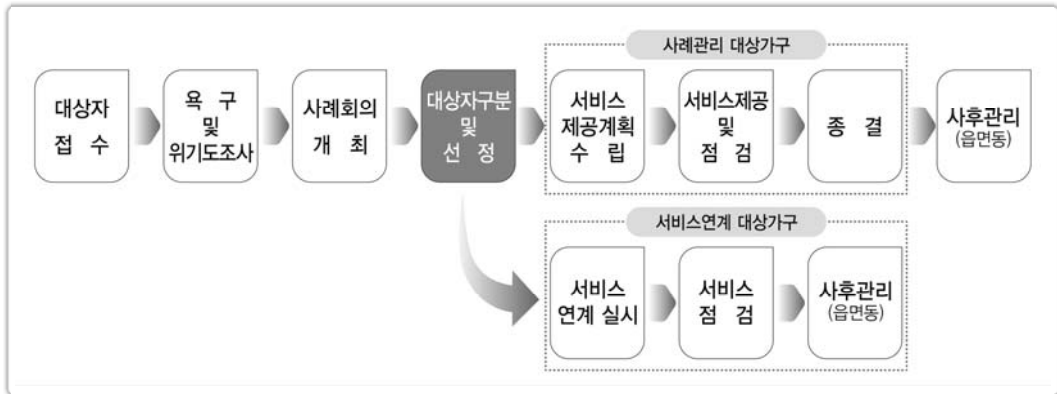 사례관리 대상가구
대상자
접 수
욕 구
및
위기도조사
사례회의
개 최
대상자구분
및
선 정
서비스
제공계획
수 립
서비스제공
및
점 검
종 결
사후관리
(읍면동)
서비스연계 대상가구
서비스
연계 실시
서비스
점 검
사후관리
(읍면동)